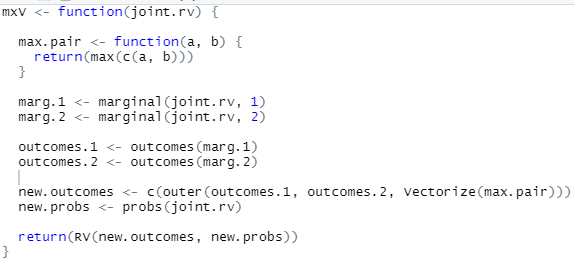 mxV <- function(joint.rv) {
  max.pair <- function(a, b) {
    return(max(c(a, b)))
  }
  marg.1 <- marginal(joint.rv, 1)
  marg.2 <- marginal(joint.rv, 2)
  outcomes.1 <- outcomes(marg.1)
  outcomes.2 <- outcomes(marg.2)
  new.outcomes <- c(outer(outcomes.1, outcomes.2, Vectorize(max.pair)))
  new.probs <- probs(joint.rv)
  return(RV(new.outcomes, new.probs))
}